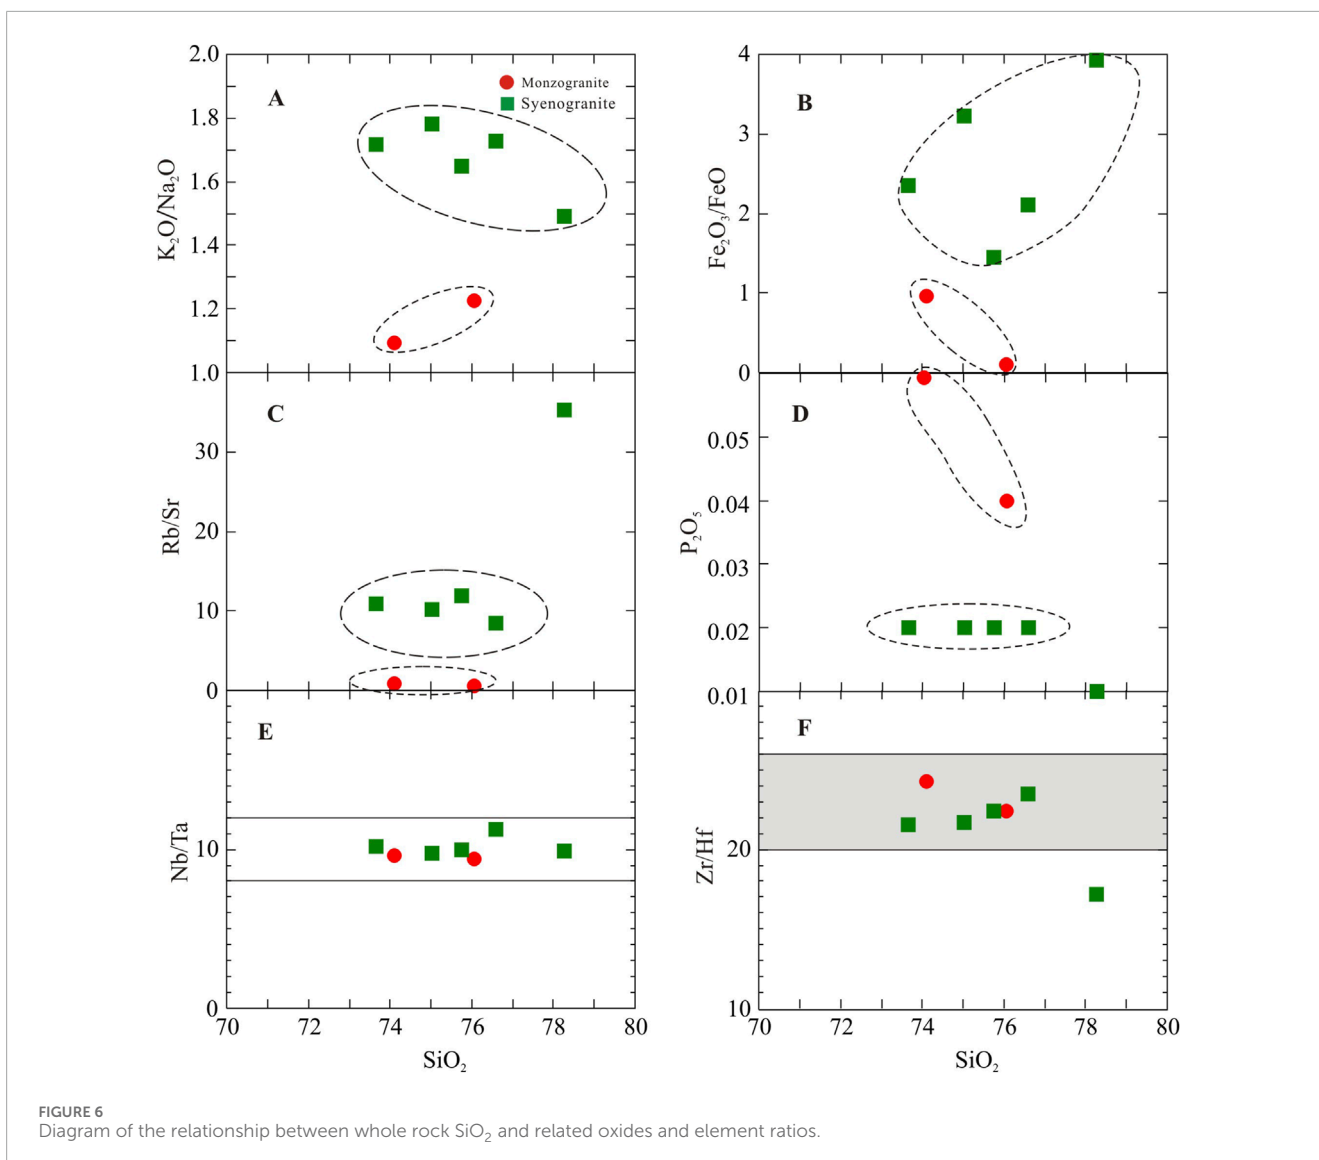 2.0
1.8
1.6
1.4
1.2
1.0
K₂O/Na₂O
A
Monzogranite
Syenogranite
4
3
2
1
0
Fe₂O₃/FeO
B
30
20
10
0
Rb/Sr
C
0.05
0.04
0.03
0.02
0.01
P₂O₅
D
10
0
Nb/Ta
E
70
72
74
76
78
80
SiO₂
20
10
Zr/Hf
F
70
72
74
76
78
80
SiO₂
FIGURE 6
Diagram of the relationship between whole rock SiO₂ and related oxides and element ratios.